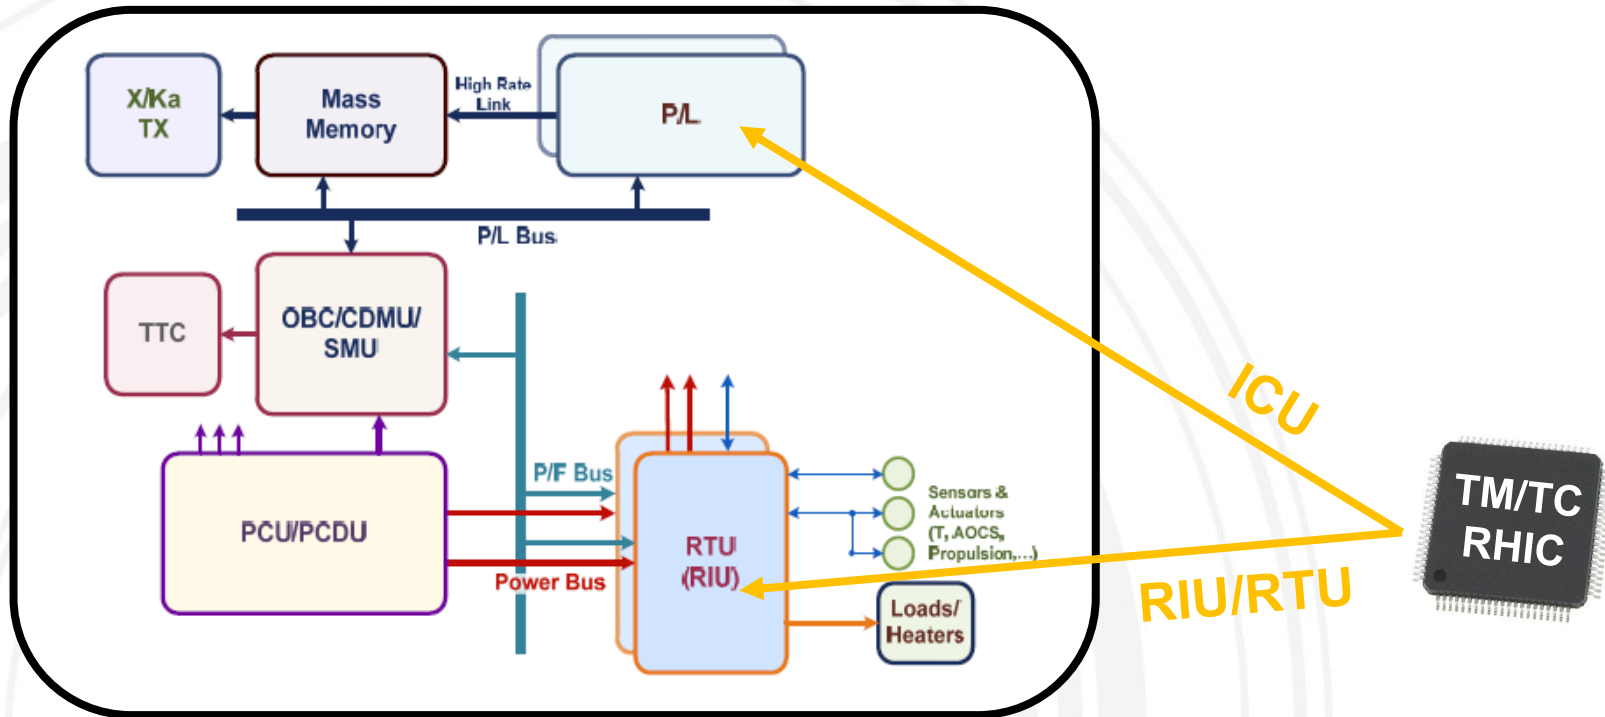 X/Ka
TX
Mass
Memory
High Rate
Link
P/L
P/L Bus
TTC
OBC/CDMU/
SMU
PCU/PCDU
P/F Bus
Power Bus
RTU
(RIU)
Sensors &
Actuators
(T, AOCS,
Propulsion,...)
Loads/
Heaters
ICU
RIU/RTU
TM/TC
RHIC